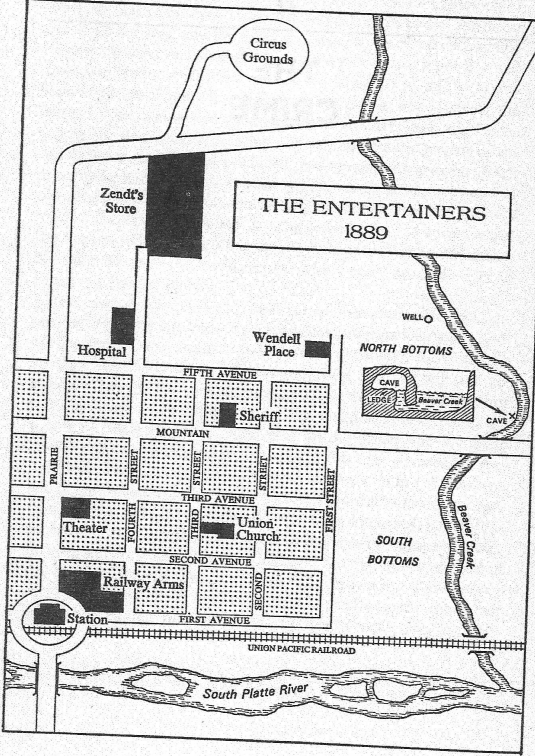 Circus
Grounds
Zendt's
Store
THE ENTERTAINERS
1889
WELL
Hospital
Wendell
Place
NORTH BOTTOMS
FIFTH AVENUE
CAVE
LEDGE
Beaver Creek
CAVE
Sheriff
MOUNTAIN
PRAIRIE
STREET
STREET
STREET
FIRST STREET
THIRD AVENUE
Theater
FOURTH
THIRD
Union
Church
Beaver Creek
SOUTH
BOTTOMS
SECOND AVENUE
Railway Arms
SECOND
Station
FIRST AVENUE
UNION PACIFIC RAILROAD
South Platte River